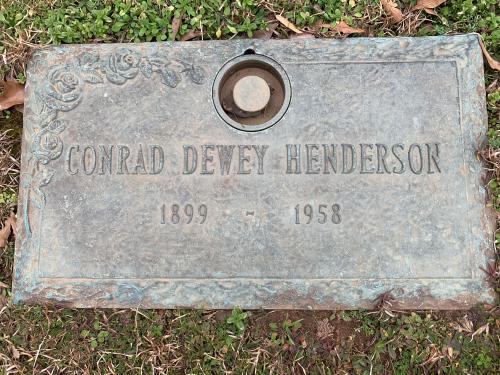 CONRAD DEWEY HENDERSON
1899 - 1958